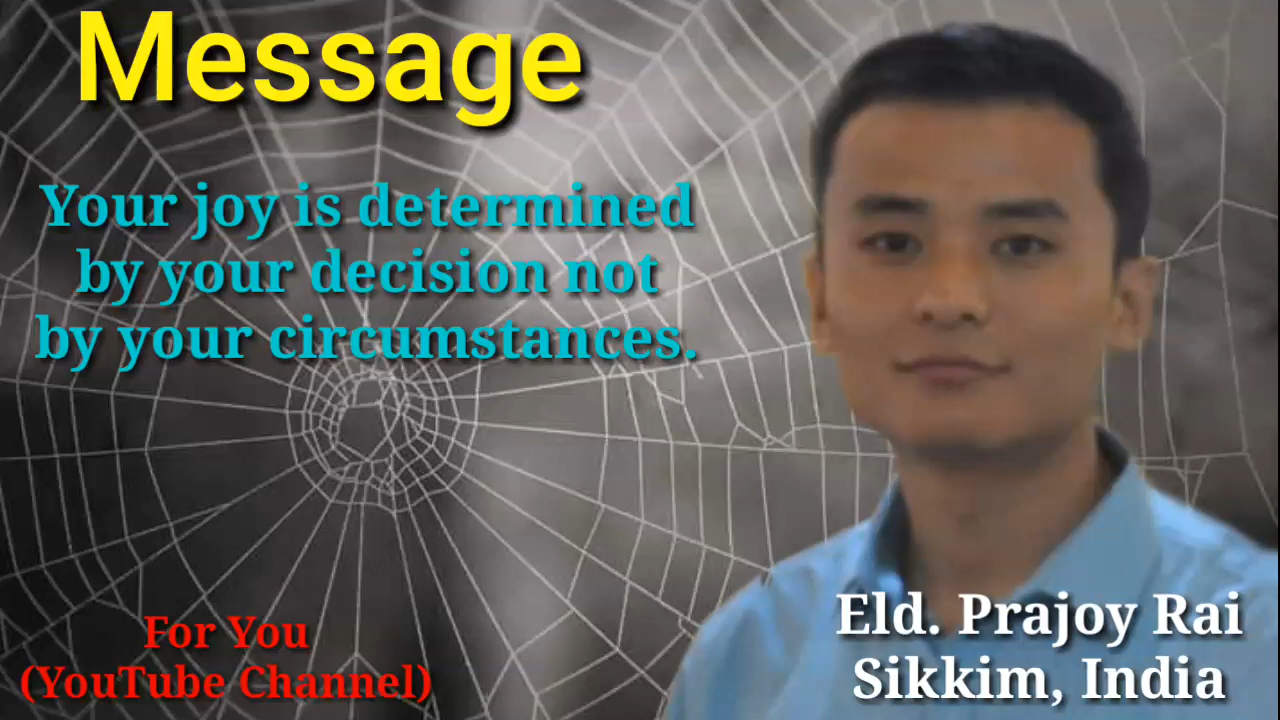 Message
Your joy is determined
by your decision not
by your circumstances.
For You
(YouTube Channel)
Eld. Prajoy Rai
Sikkim, India